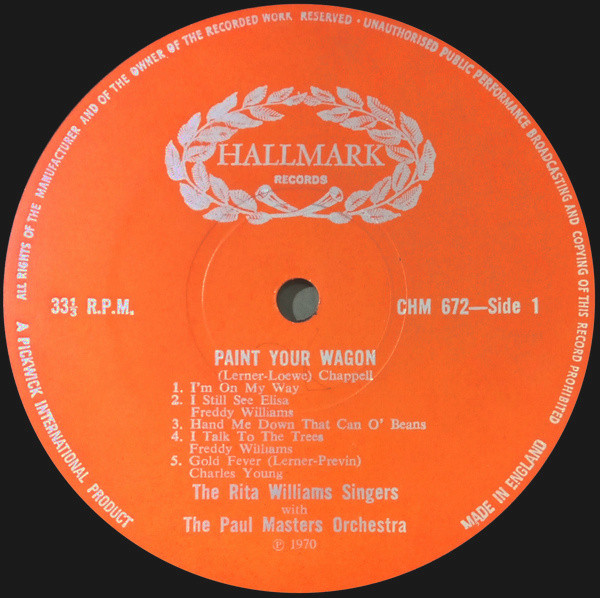 ALL RIGHTS OF THE MANUFACTURER AND OF THE OWNER OF THE RECORDED WORK RESERVED · UNAUTHORISED PUBLIC PERFORMANCE BROADCASTING AND COPYING OF THIS RECORD PROHIBITED
HALLMARK
RECORDS
33⅓ R.P.M.
CHM 672—Side 1
PAINT YOUR WAGON
(Lerner-Loewe) Chappell
1. I'm On My Way
2. I Still See Elisa
Freddy Williams
3. Hand Me Down That Can O' Beans
4. I Talk To The Trees
Freddy Williams
5. Gold Fever (Lerner-Previn)
Charles Young
The Rita Williams Singers
with
The Paul Masters Orchestra
℗ 1970
A PICKWICK INTERNATIONAL PRODUCT
MADE IN ENGLAND